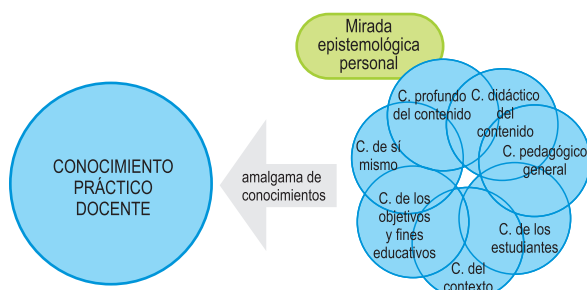 Mirada
epistemológica
personal
CONOCIMIENTO
PRÁCTICO
DOCENTE
amalgama de
conocimientos
C. profundo
del contenido
C. didáctico
del
contenido
C. pedagógico
general
C. de los
estudiantes
C. del
contexto
C. de los
objetivos
y fines
educativos
C. de sí
mismo